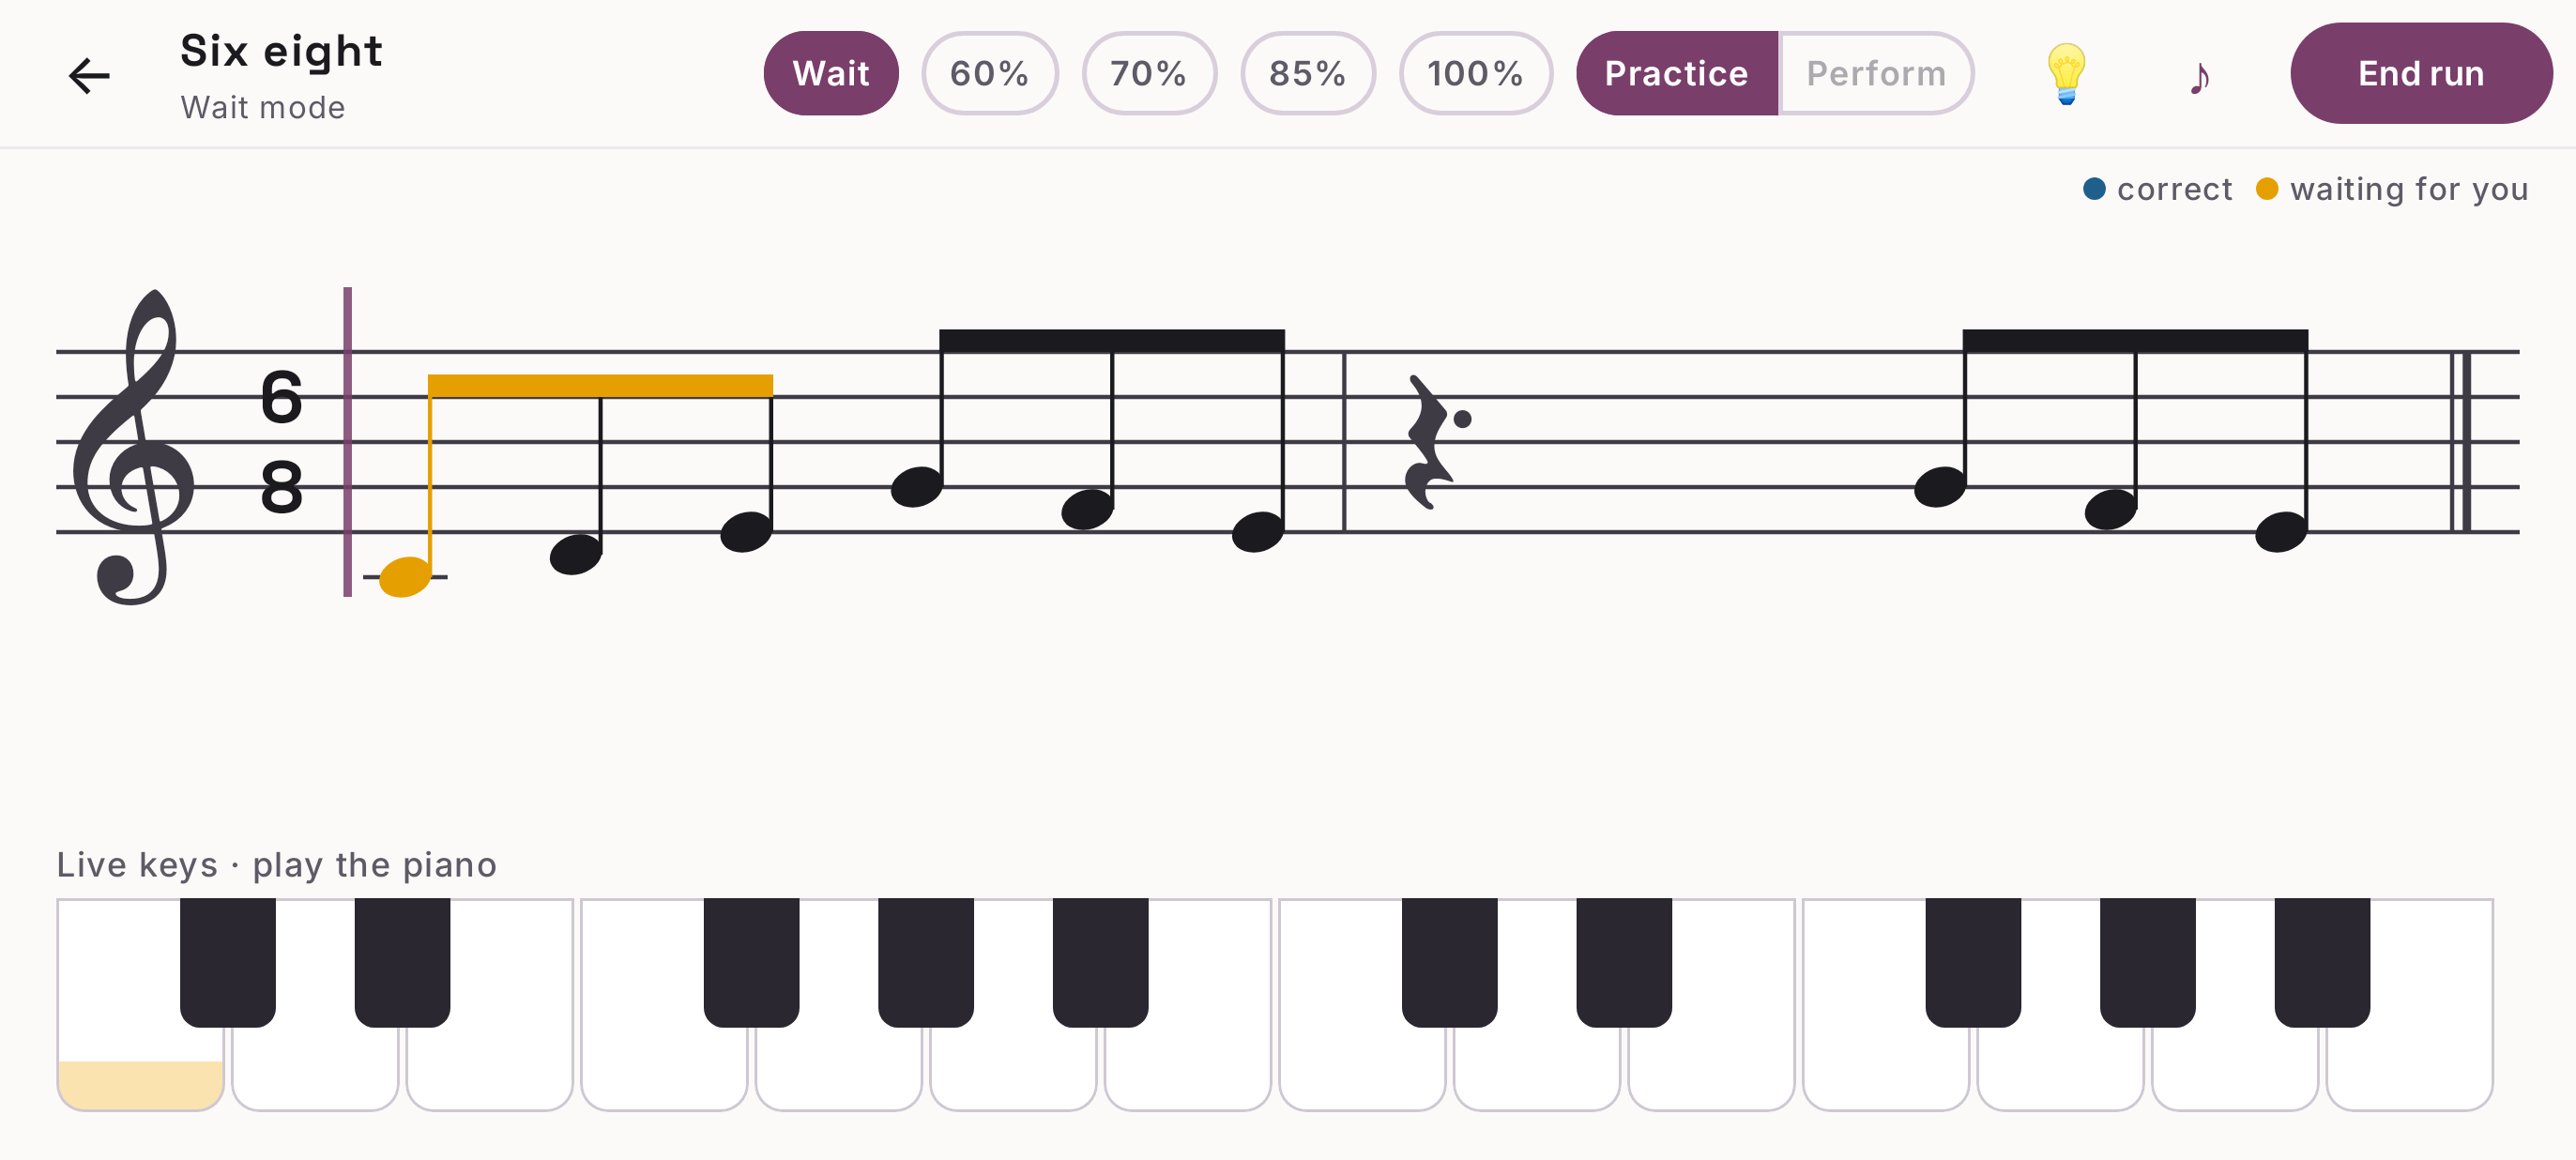 Six eight
Wait mode
Wait 60% 70% 85% 100% Practice Perform End run
correct waiting for you
6
8
Live keys · play the piano